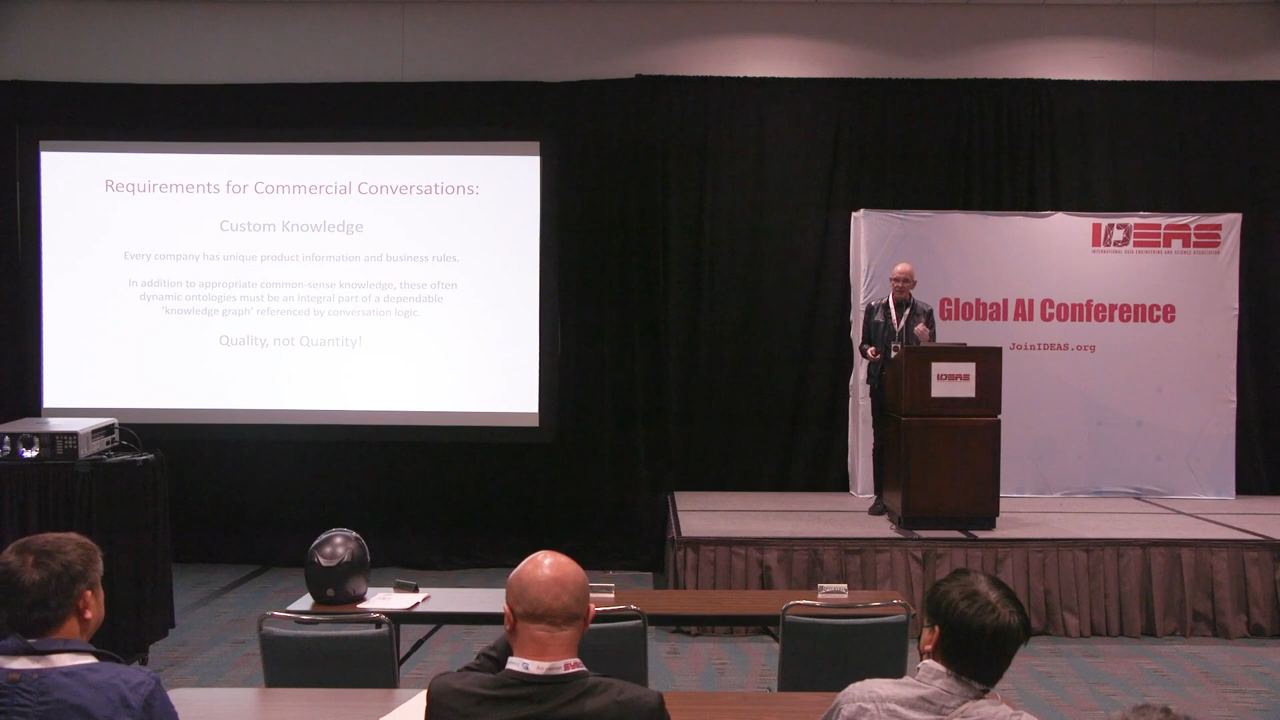 Requirements for Commercial Conversations:
Custom Knowledge
Every company has unique product information and business rules.
In addition to appropriate common-sense knowledge, these often
dynamic ontologies must be an integral part of a dependable
'knowledge graph' referenced by conversation logic.
Quality, not Quantity!
IDEAS
INTERNATIONAL DATA ENGINEERING AND SCIENCE ASSOCIATION
Global AI Conference
JoinIDEAS.org
IDEAS